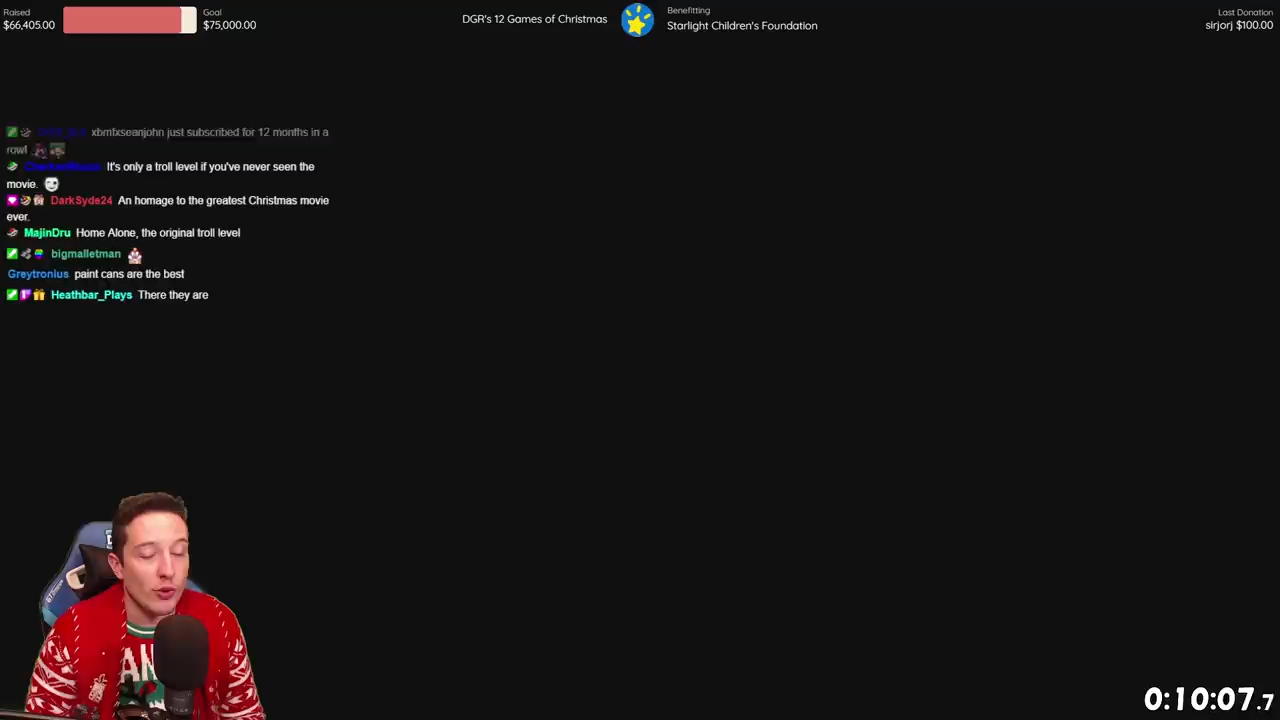 Raised
$66,405.00
Goal
$75,000.00
DGR's 12 Games of Christmas
Benefitting
Starlight Children's Foundation
Last Donation
sirjorj $100.00
xbmfxseanjohn just subscribed for 12 months in a
row!
It's only a troll level if you've never seen the
movie.
DarkSyde24 An homage to the greatest Christmas movie
ever.
MajinDru Home Alone, the original troll level
bigmalletman
Greytronius paint cans are the best
Heathbar_Plays There they are
0:10:07.7